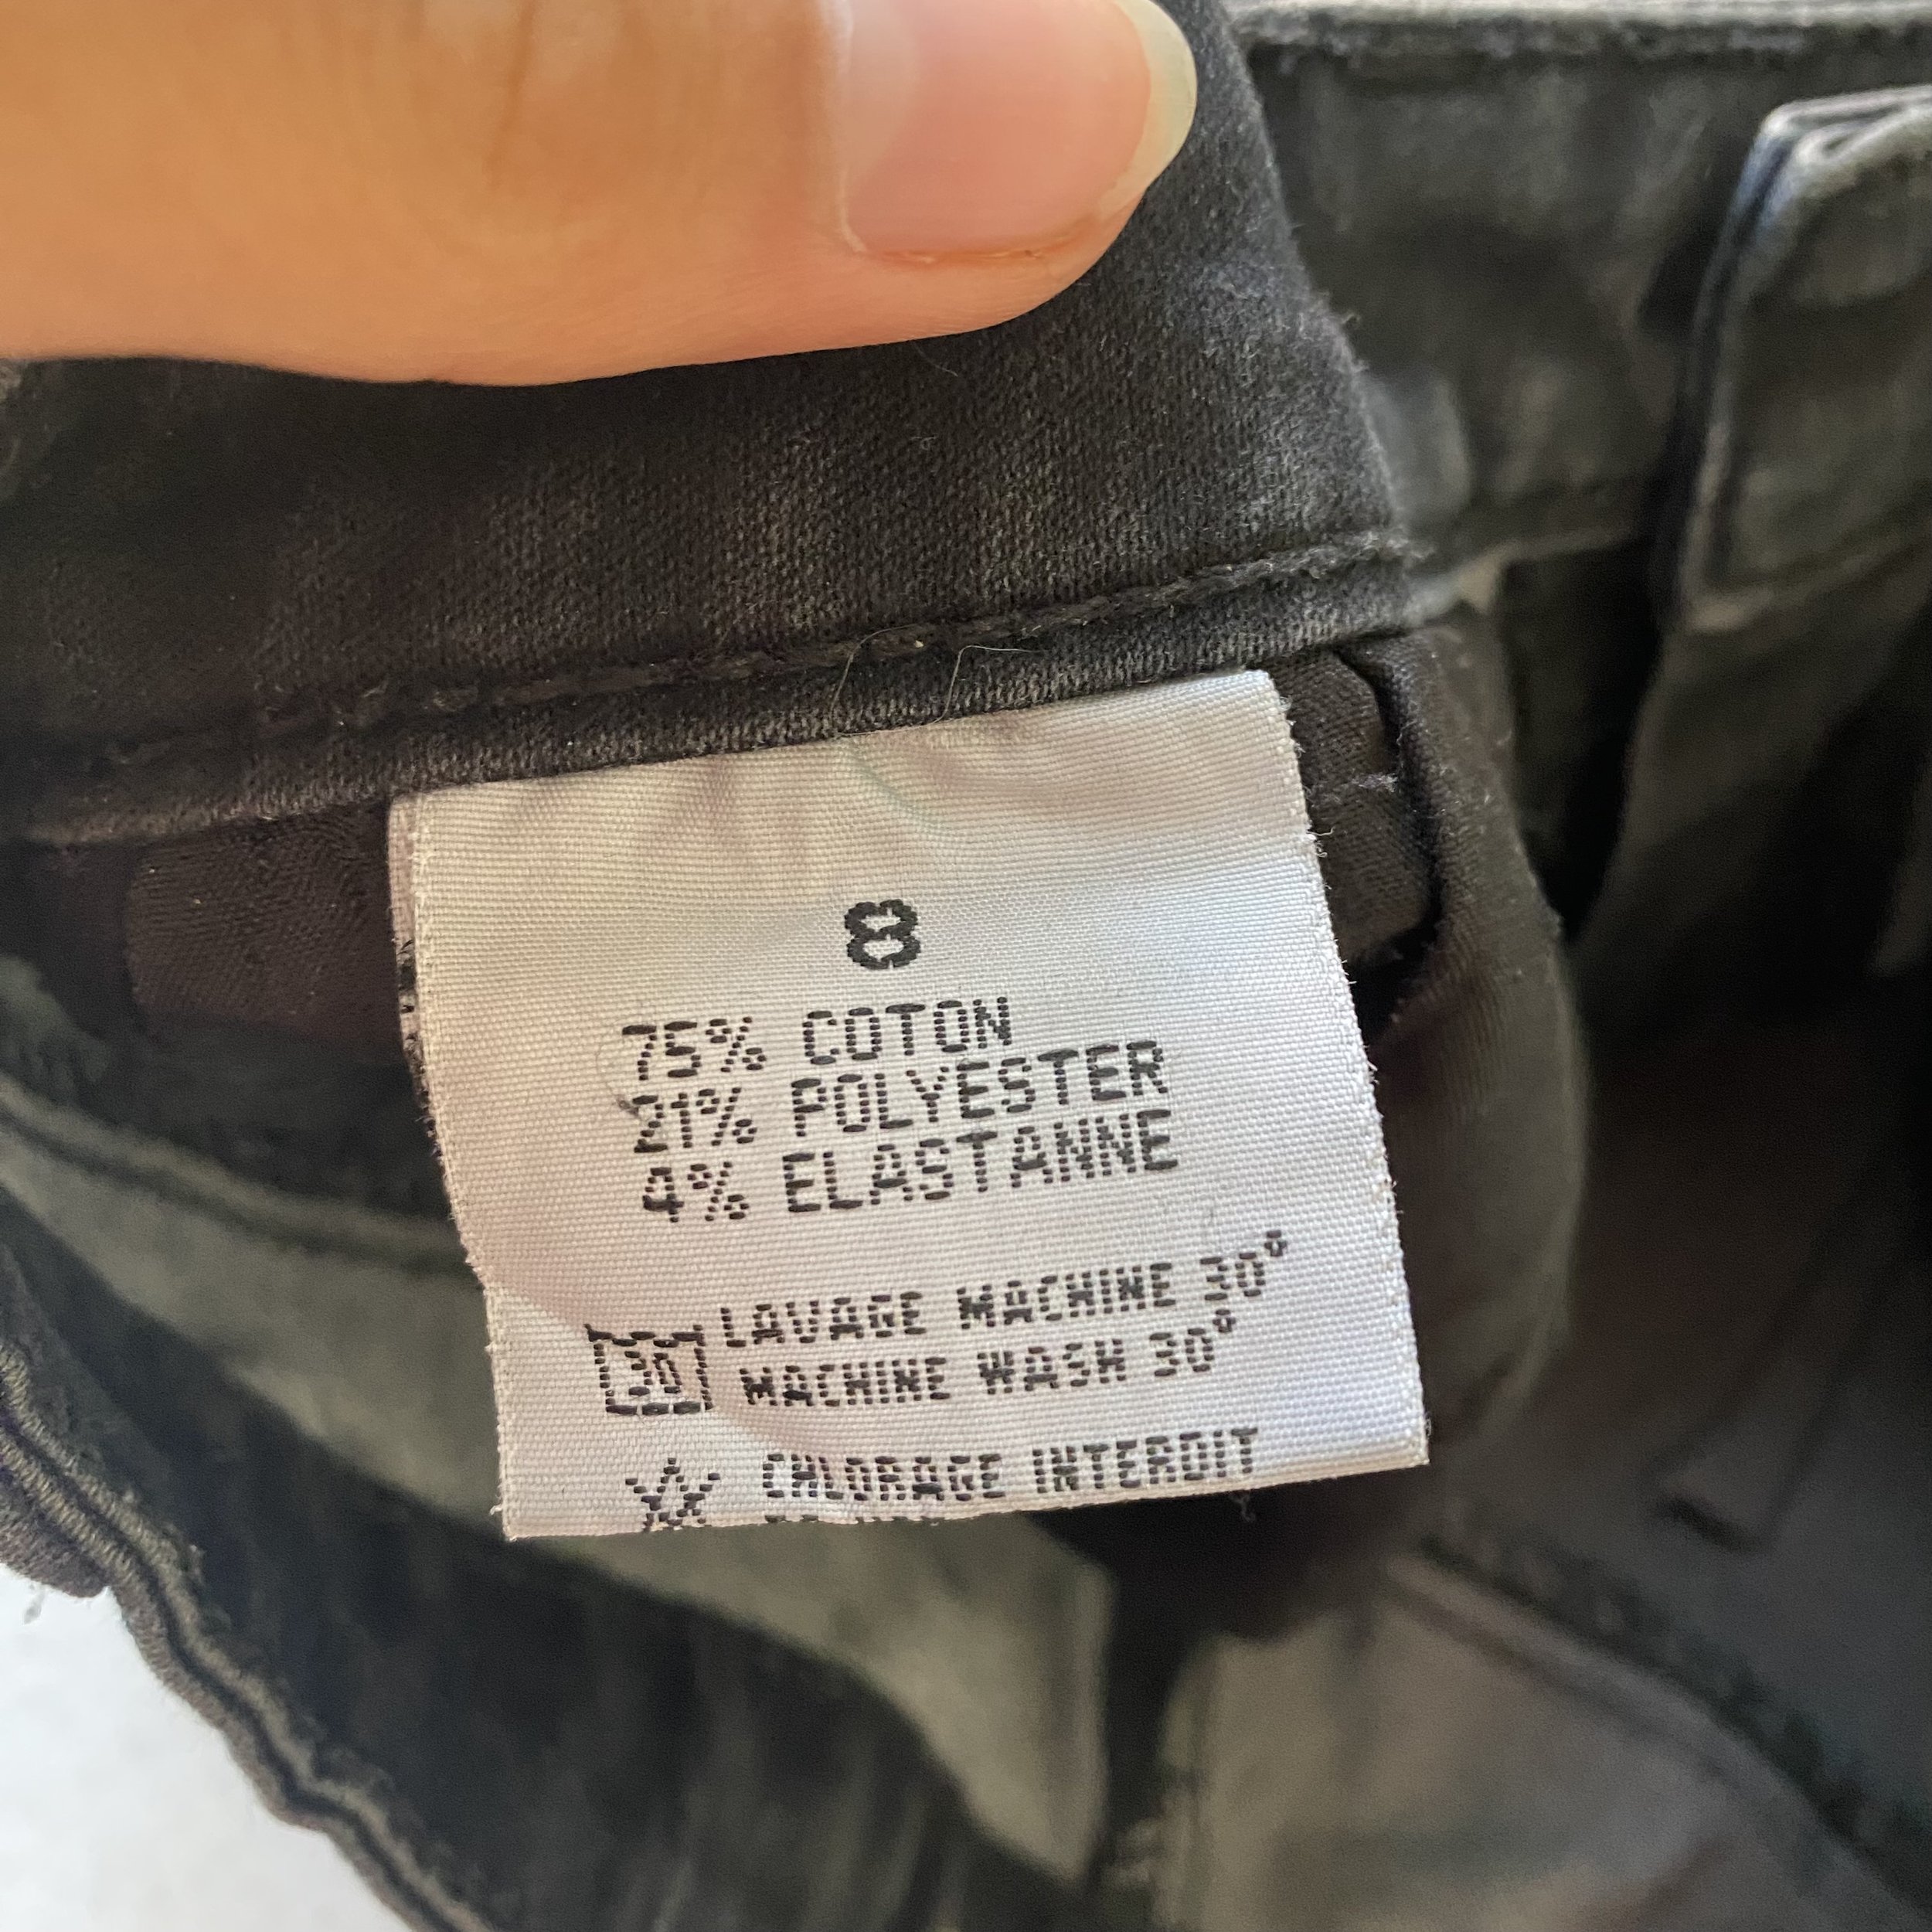 8
75% COTON
21% POLYESTER
4% ELASTANNE
LAVAGE MACHINE 30°
30 MACHINE WASH 30°
CHLORAGE INTERDIT